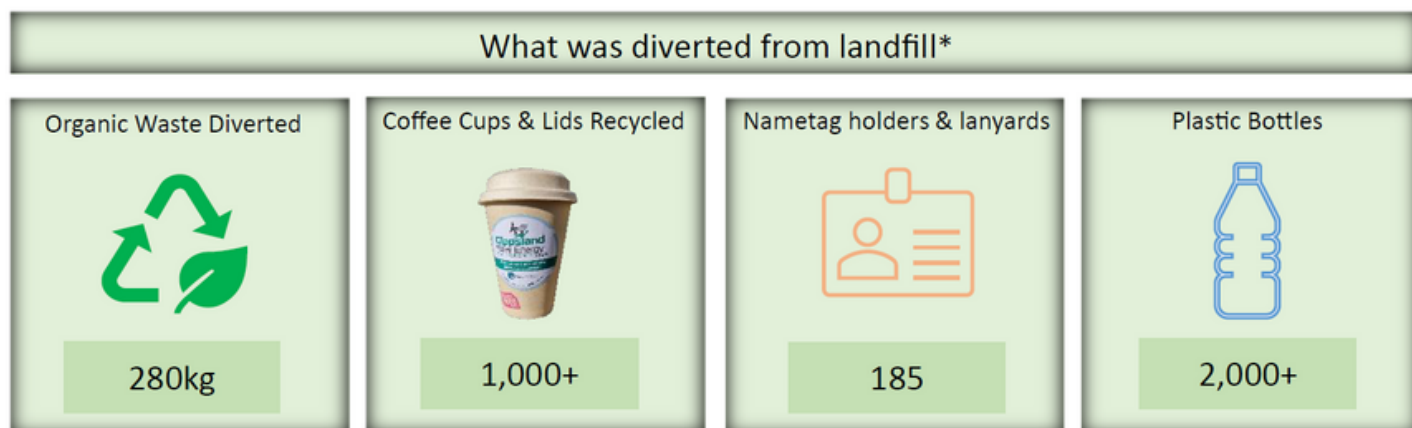 What was diverted from landfill*
Organic Waste Diverted
280kg
Coffee Cups & Lids Recycled
Gippsland
1,000+
Nametag holders & lanyards
185
Plastic Bottles
2,000+